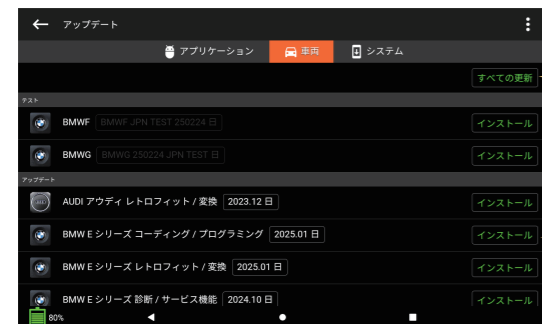 アップデート
アプリケーション 車両 システム
すべての更新
テスト
BMWF BMWF JPN TEST 250224 日 インストール
BMWG BMWG 250224 JPN TEST 日 インストール
アップデート
AUDI アウディ レトロフィット / 変換 2023.12 日 インストール
BMW E シリーズ コーディング / プログラミング 2025.01 日 インストール
BMW E シリーズ レトロフィット / 変換 2025.01 日 インストール
BMW E シリーズ 診断 / サービス機能 2024.10 日 インストール
80%